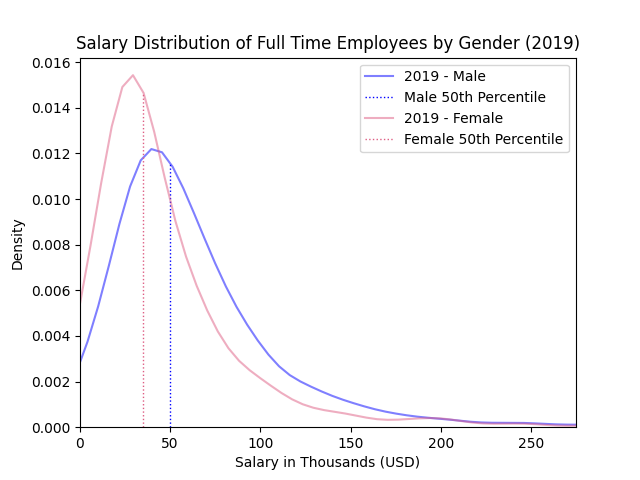 Salary Distribution of Full Time Employees by Gender (2019)
2019 - Male
Male 50th Percentile
2019 - Female
Female 50th Percentile
Density
0.016
0.014
0.012
0.010
0.008
0.006
0.004
0.002
0.000
0 50 100 150 200 250
Salary in Thousands (USD)